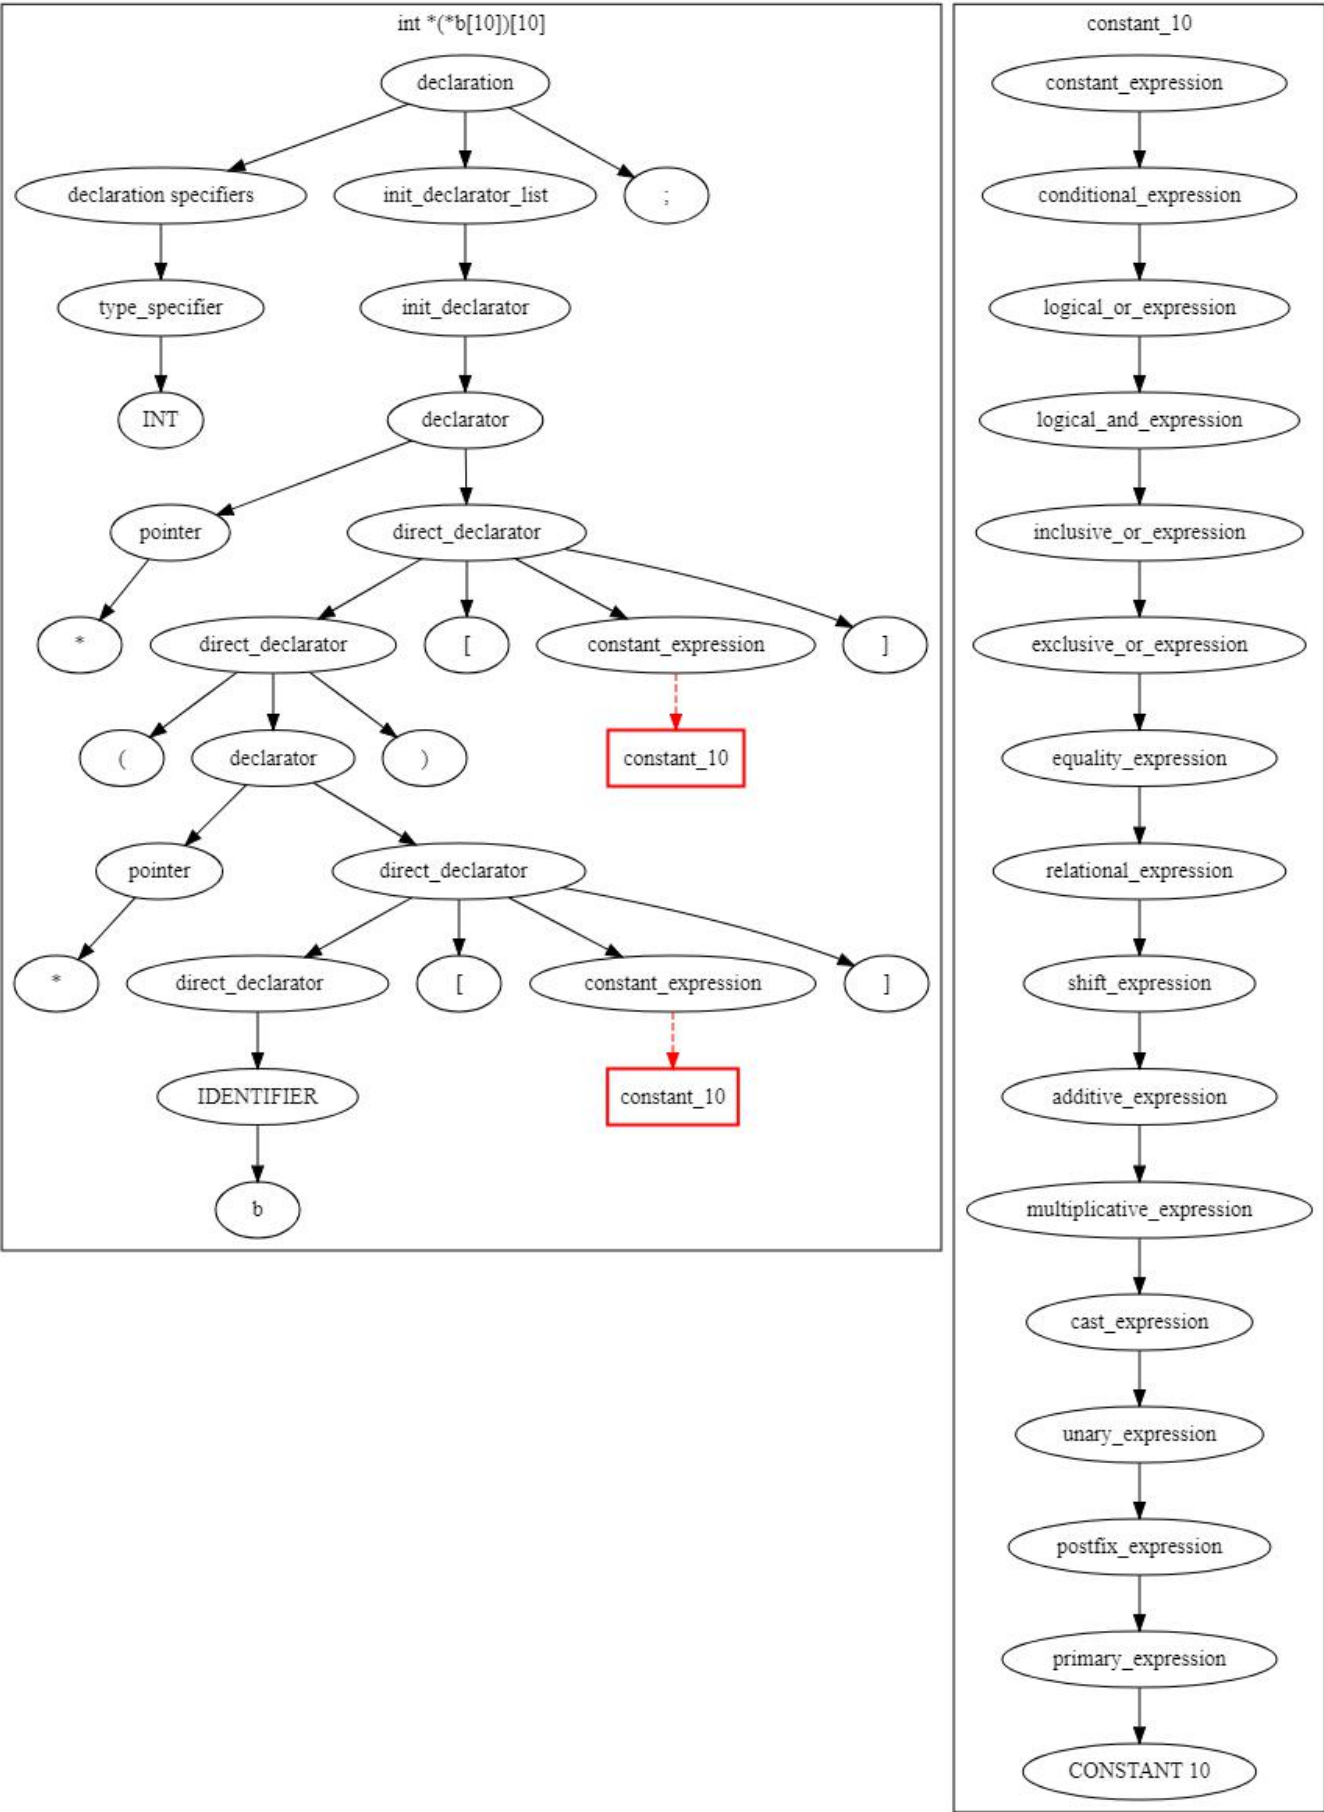 int *(*b[10])[10]
declaration
declaration specifiers
init_declarator_list
;
type_specifier
init_declarator
INT
declarator
pointer
direct_declarator
*
direct_declarator
[
constant_expression
]
(
declarator
)
constant_10
pointer
direct_declarator
*
direct_declarator
[
constant_expression
]
IDENTIFIER
constant_10
b
constant_10
constant_expression
conditional_expression
logical_or_expression
logical_and_expression
inclusive_or_expression
exclusive_or_expression
equality_expression
relational_expression
shift_expression
additive_expression
multiplicative_expression
cast_expression
unary_expression
postfix_expression
primary_expression
CONSTANT 10